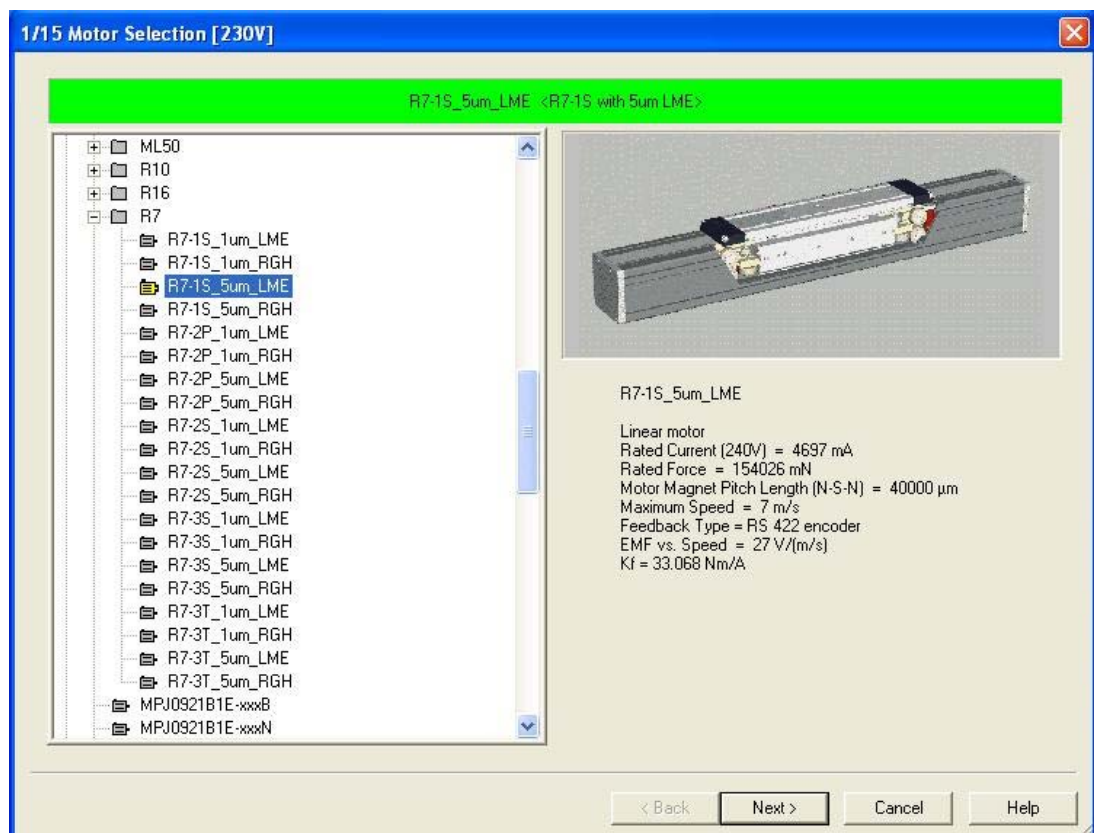 1/15 Motor Selection [230V]
R7-1S_5um_LME <R7-1S with 5um LME>
ML50
R10
R16
R7
R7-1S_1um_LME
R7-1S_1um_RGH
R7-1S_5um_LME
R7-1S_5um_RGH
R7-2P_1um_LME
R7-2P_1um_RGH
R7-2P_5um_LME
R7-2P_5um_RGH
R7-2S_1um_LME
R7-2S_1um_RGH
R7-2S_5um_LME
R7-2S_5um_RGH
R7-3S_1um_LME
R7-3S_1um_RGH
R7-3S_5um_LME
R7-3S_5um_RGH
R7-3T_1um_LME
R7-3T_1um_RGH
R7-3T_5um_LME
R7-3T_5um_RGH
MPJ0921B1E-xxxB
MPJ0921B1E-xxxN
R7-1S_5um_LME
Linear motor
Rated Current (240V) = 4697 mA
Rated Force = 154026 mN
Motor Magnet Pitch Length (N-S-N) = 40000 µm
Maximum Speed = 7 m/s
Feedback Type = RS 422 encoder
EMF vs. Speed = 27 V/(m/s)
Kf = 33.068 Nm/A
< Back
Next >
Cancel
Help